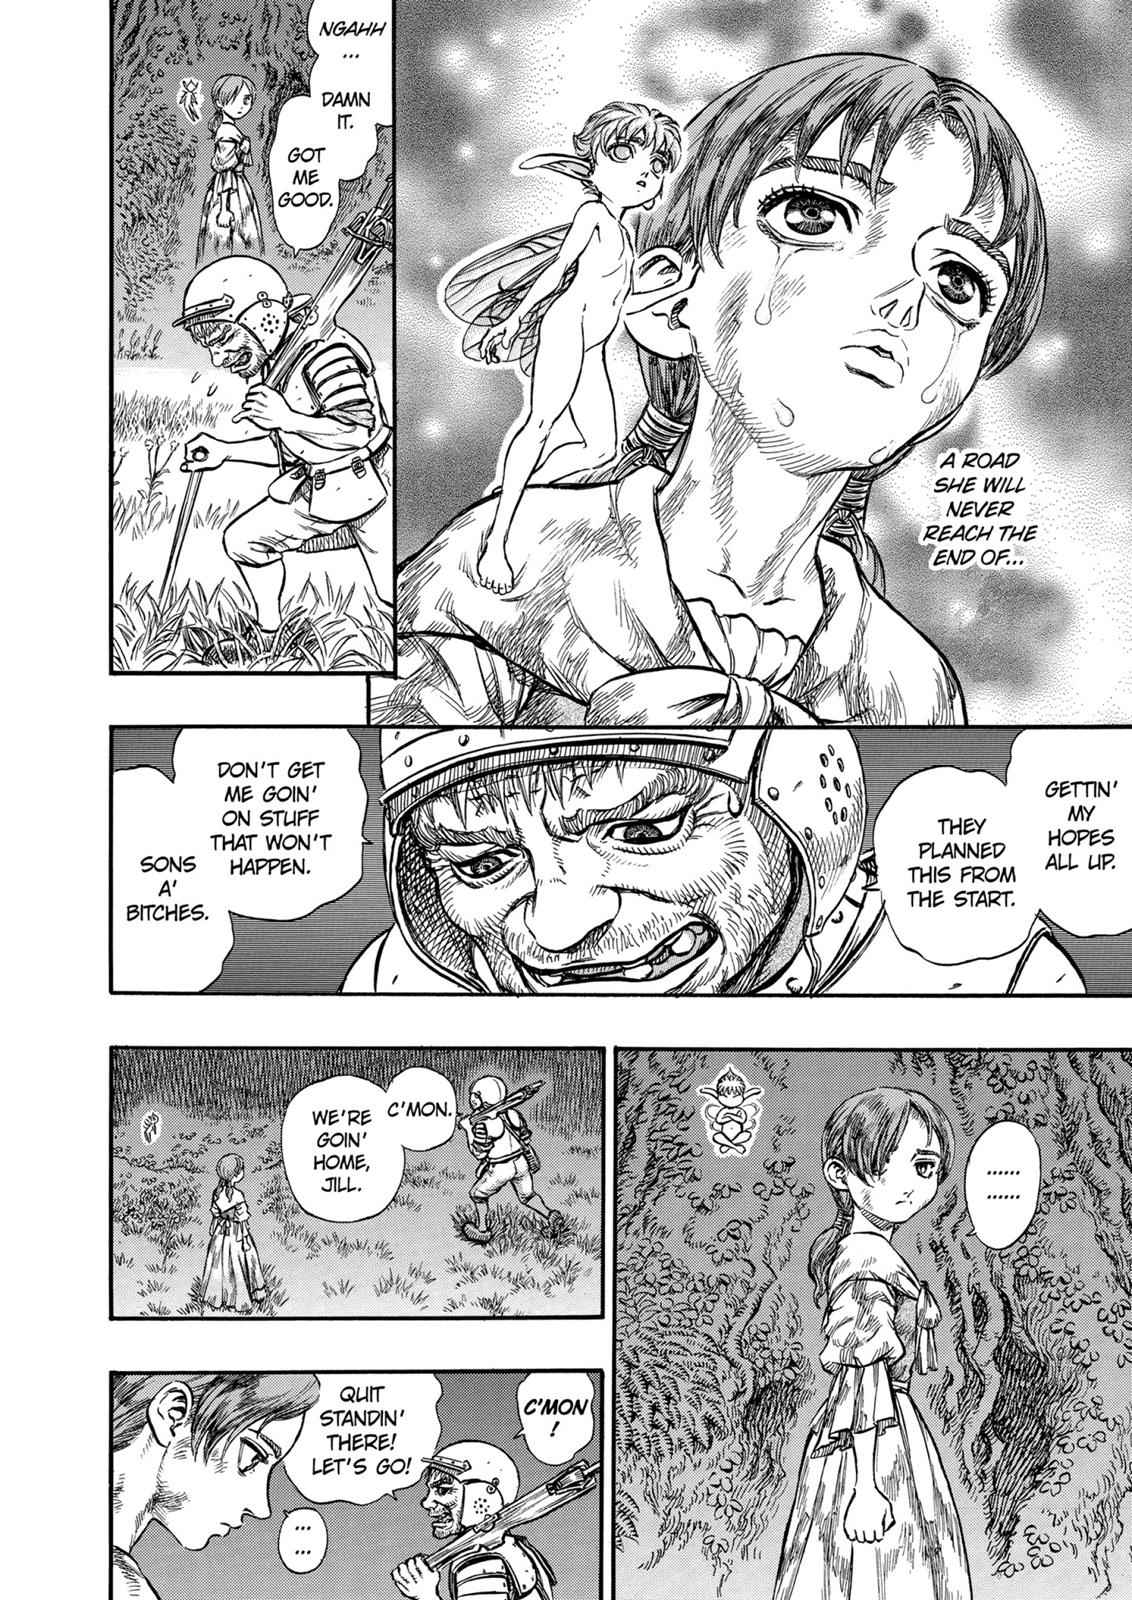 A ROAD
SHE WILL
NEVER
REACH THE
END OF...
NGAHH
...
DAMN
IT.
GOT
ME
GOOD.
GETTIN'
MY
HOPES
ALL UP.
THEY
PLANNED
THIS FROM
THE START.
DON'T GET
ME GOIN'
ON STUFF
THAT WON'T
HAPPEN.
SONS
A'
BITCHES.
......
......
C'MON.
WE'RE
GOIN'
HOME,
JILL.
C'MON
!
QUIT
STANDIN'
THERE!
LET'S GO!
...
...